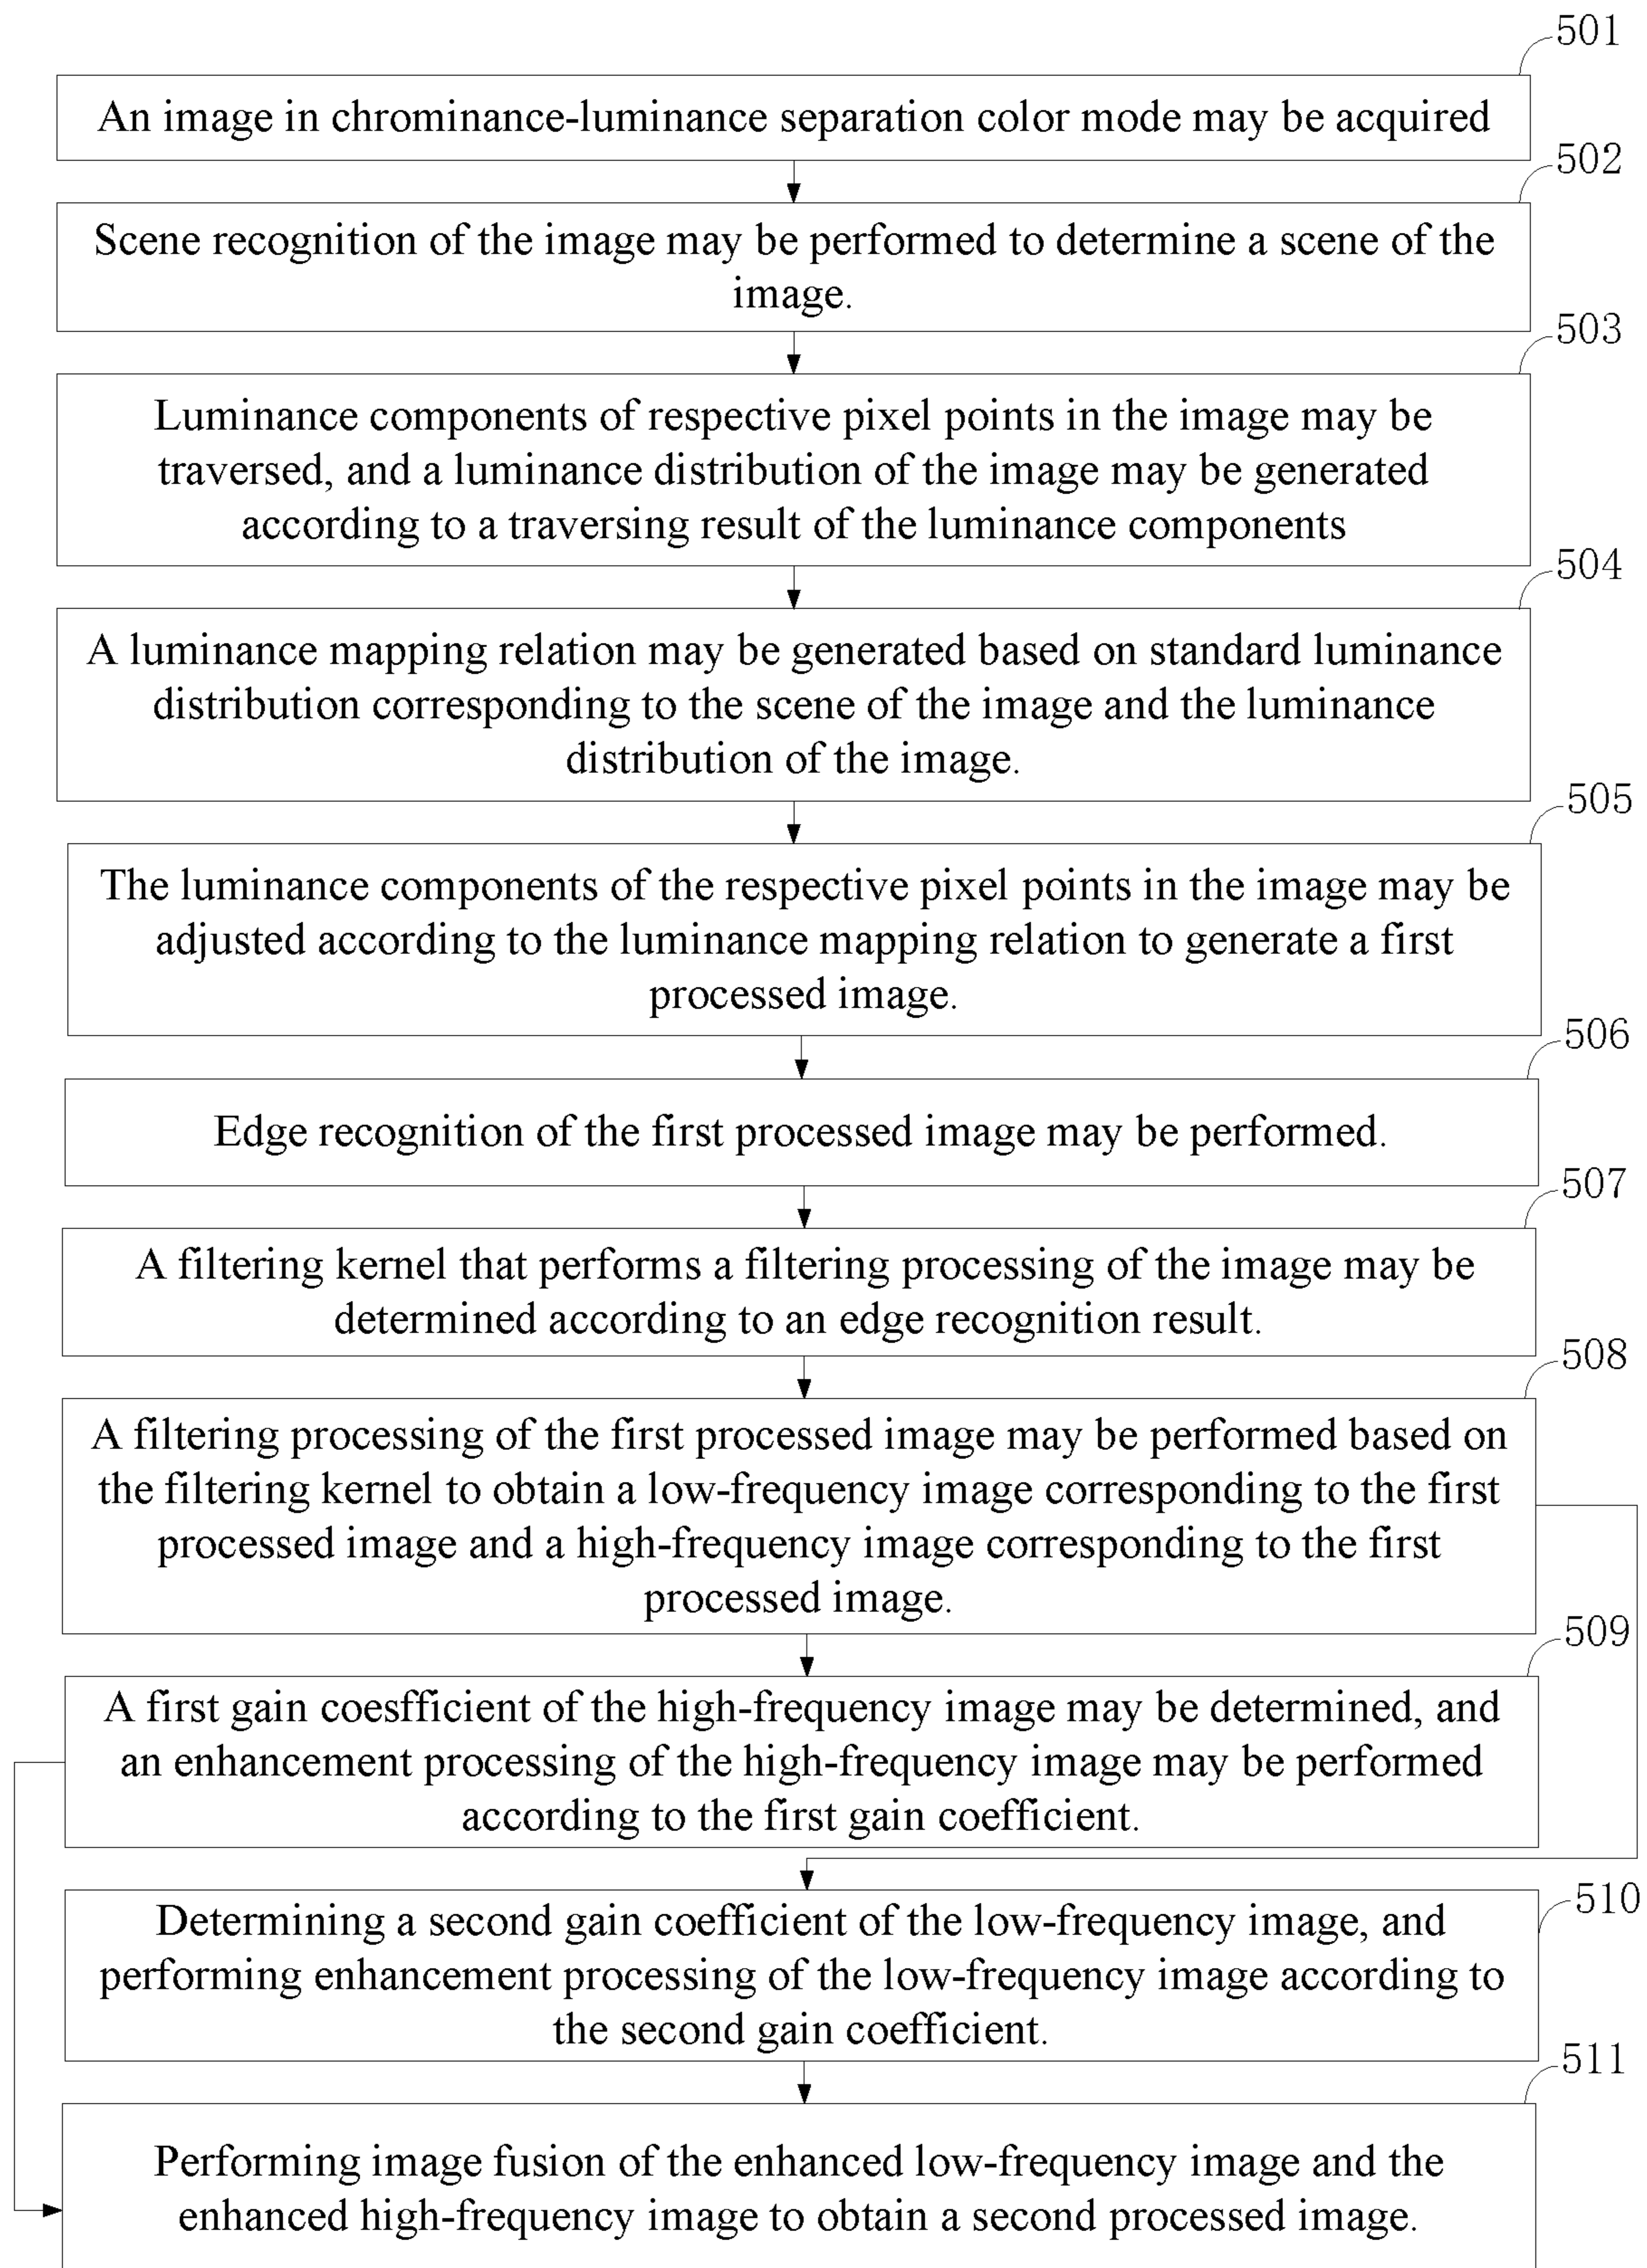 501
An image in chrominance-luminance separation color mode may be acquired
502
Scene recognition of the image may be performed to determine a scene of the
image.
503
Luminance components of respective pixel points in the image may be
traversed, and a luminance distribution of the image may be generated
according to a traversing result of the luminance components
504
A luminance mapping relation may be generated based on standard luminance
distribution corresponding to the scene of the image and the luminance
distribution of the image.
505
The luminance components of the respective pixel points in the image may be
adjusted according to the luminance mapping relation to generate a first
processed image.
506
Edge recognition of the first processed image may be performed.
507
A filtering kernel that performs a filtering processing of the image may be
determined according to an edge recognition result.
508
A filtering processing of the first processed image may be performed based on
the filtering kernel to obtain a low-frequency image corresponding to the first
processed image and a high-frequency image corresponding to the first
processed image.
509
A first gain coesfficient of the high-frequency image may be determined, and
an enhancement processing of the high-frequency image may be performed
according to the first gain coefficient.
510
Determining a second gain coefficient of the low-frequency image, and
performing enhancement processing of the low-frequency image according to
the second gain coefficient.
511
Performing image fusion of the enhanced low-frequency image and the
enhanced high-frequency image to obtain a second processed image.